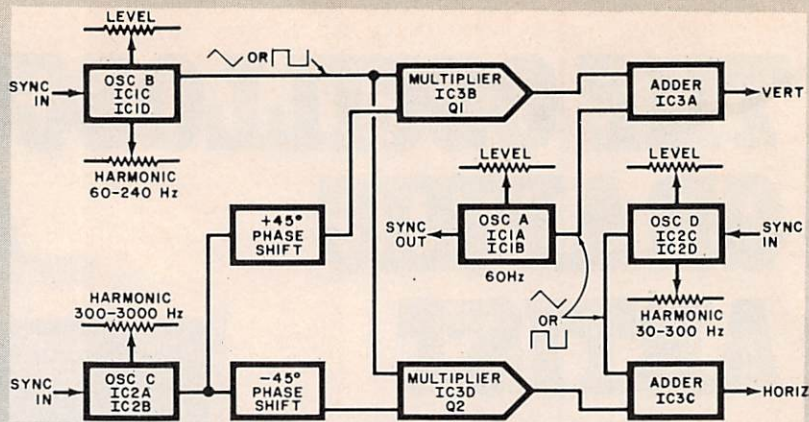 LEVEL
OR
SYNC
IN
OSC B
IC1C
IC1D
HARMONIC
60-240 Hz
MULTIPLIER
IC3B
Q1
ADDER
IC3A
VERT
+45°
PHASE
SHIFT
LEVEL
SYNC
OUT
OSC A
IC1A
IC1B
60Hz
LEVEL
OSC D
IC2C
IC2D
SYNC
IN
HARMONIC
30-300 Hz
OR
HARMONIC
300-3000 Hz
SYNC
IN
OSC C
IC2A
IC2B
-45°
PHASE
SHIFT
MULTIPLIER
IC3D
Q2
ADDER
IC3C
HORIZ